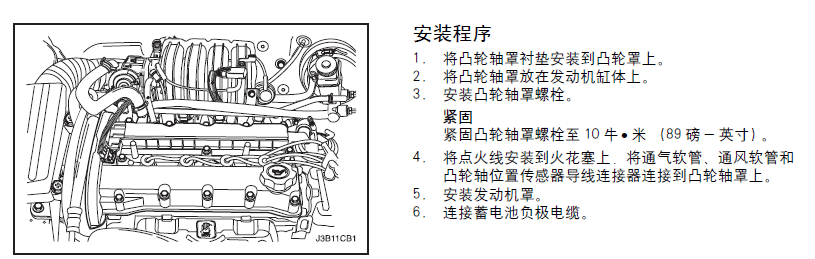 安装程序
1. 将凸轮轴罩衬垫安装到凸轮罩上。
2. 将凸轮轴罩放在发动机缸体上。
3. 安装凸轮轴罩螺栓。
紧固
紧固凸轮轴罩螺栓至 10 牛•米 (89 磅－英寸)。
4. 将点火线安装到火花塞上，将通气软管、通风软管和
凸轮轴位置传感器导线连接器连接到凸轮轴罩上。
5. 安装发动机罩。
6. 连接蓄电池负极电缆。
J3B11CB1